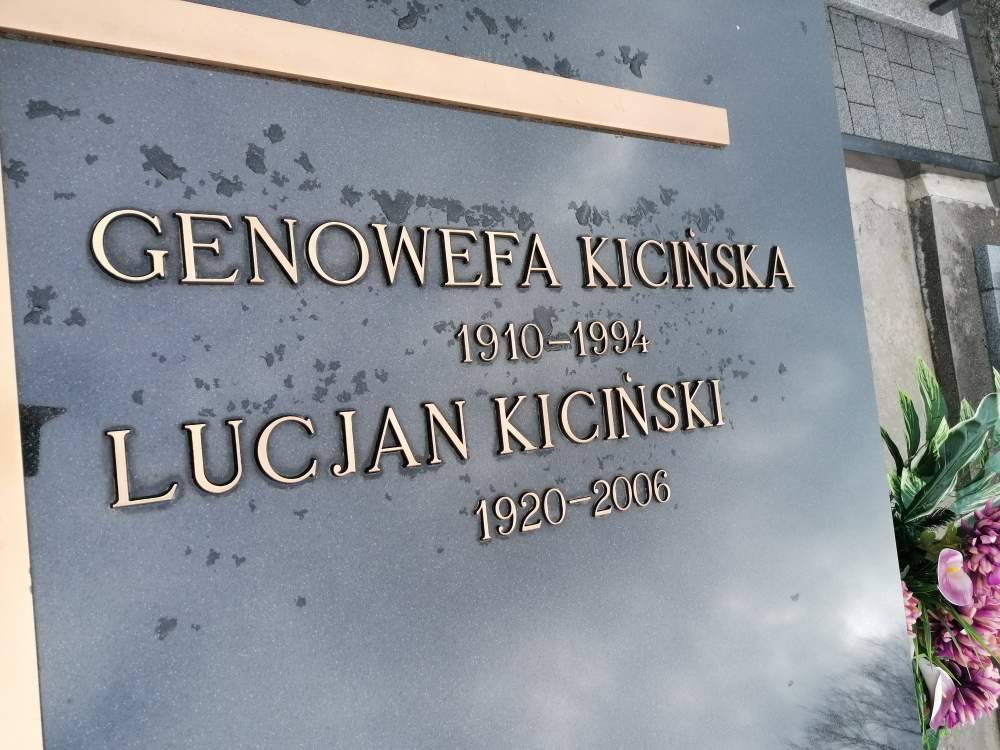 GENOWEFA KICIŃSKA
1910-1994
LUCJAN KICIŃSKI
1920-2006